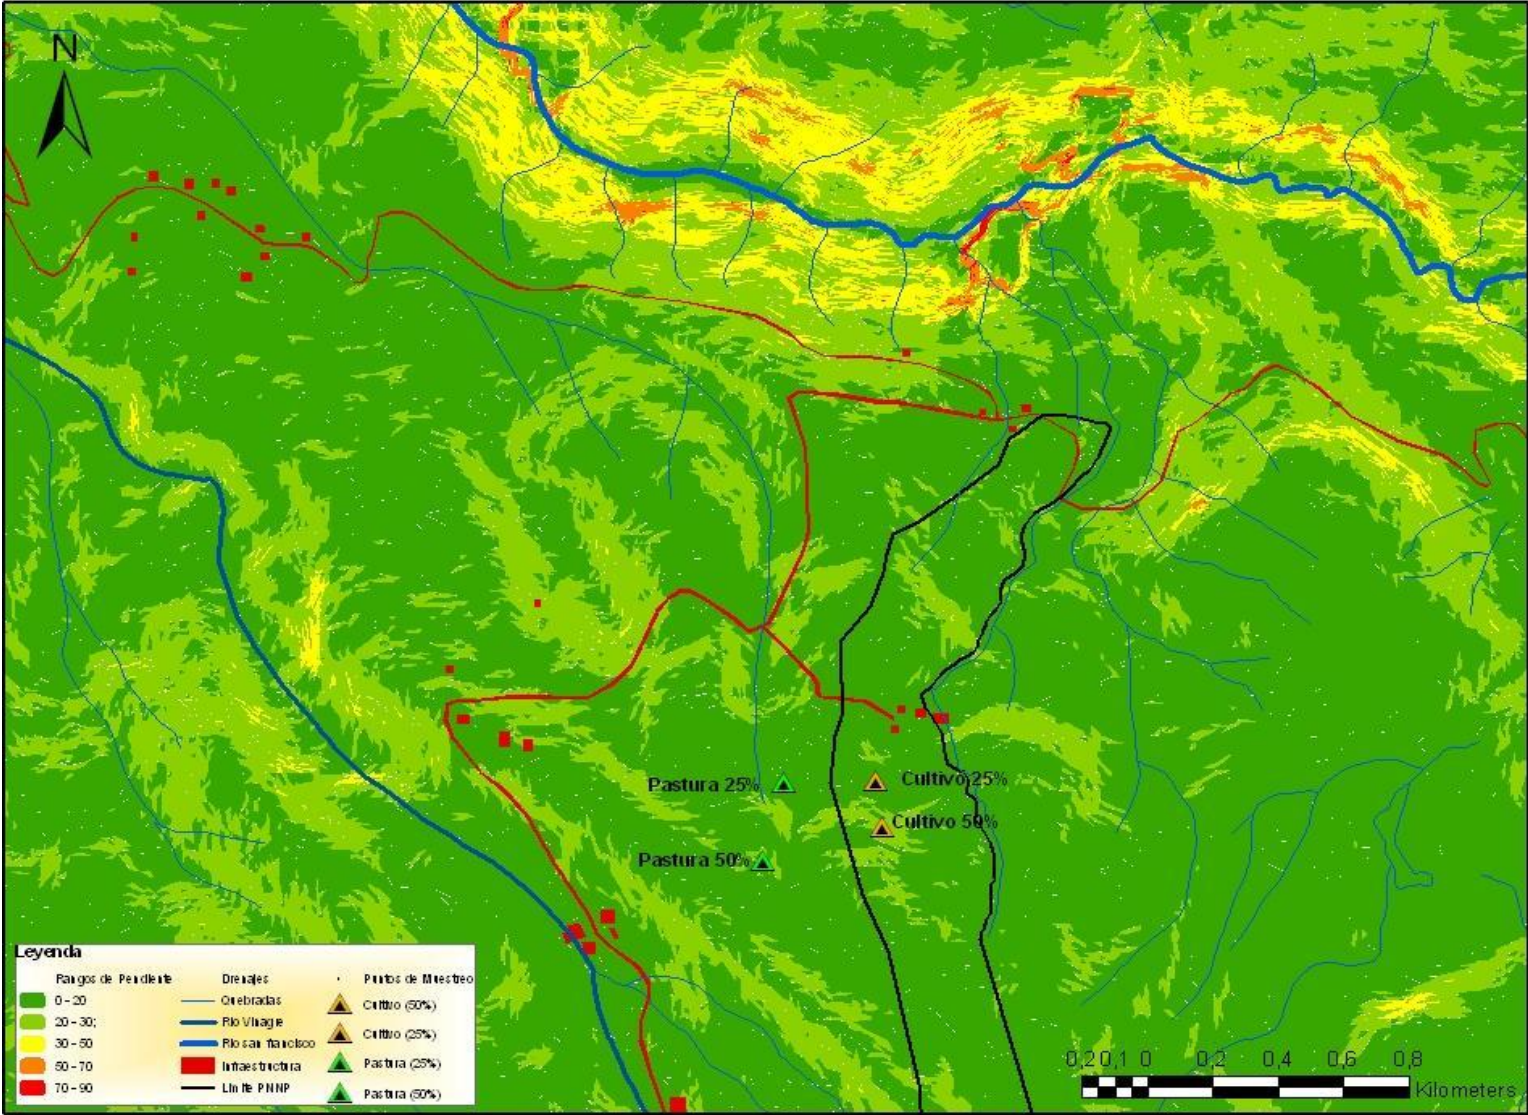 N
Pastura 25%
Cultivo 25%
Cultivo 50%
Pastura 50%
Leyenda
Rangos de Pendiente
0 - 20
20 - 30;
30 - 50
50 - 70
70 - 90
Drenajes
Quebradas
Rio Vinagre
Rio san francisco
Infraestructura
Limite PNNP
Puntos de Muestreo
Cultivo (50%)
Cultivo (25%)
Pastura (25%)
Pastura (50%)
0,2 0,1 0 0,2 0,4 0,6 0,8
Kilometers